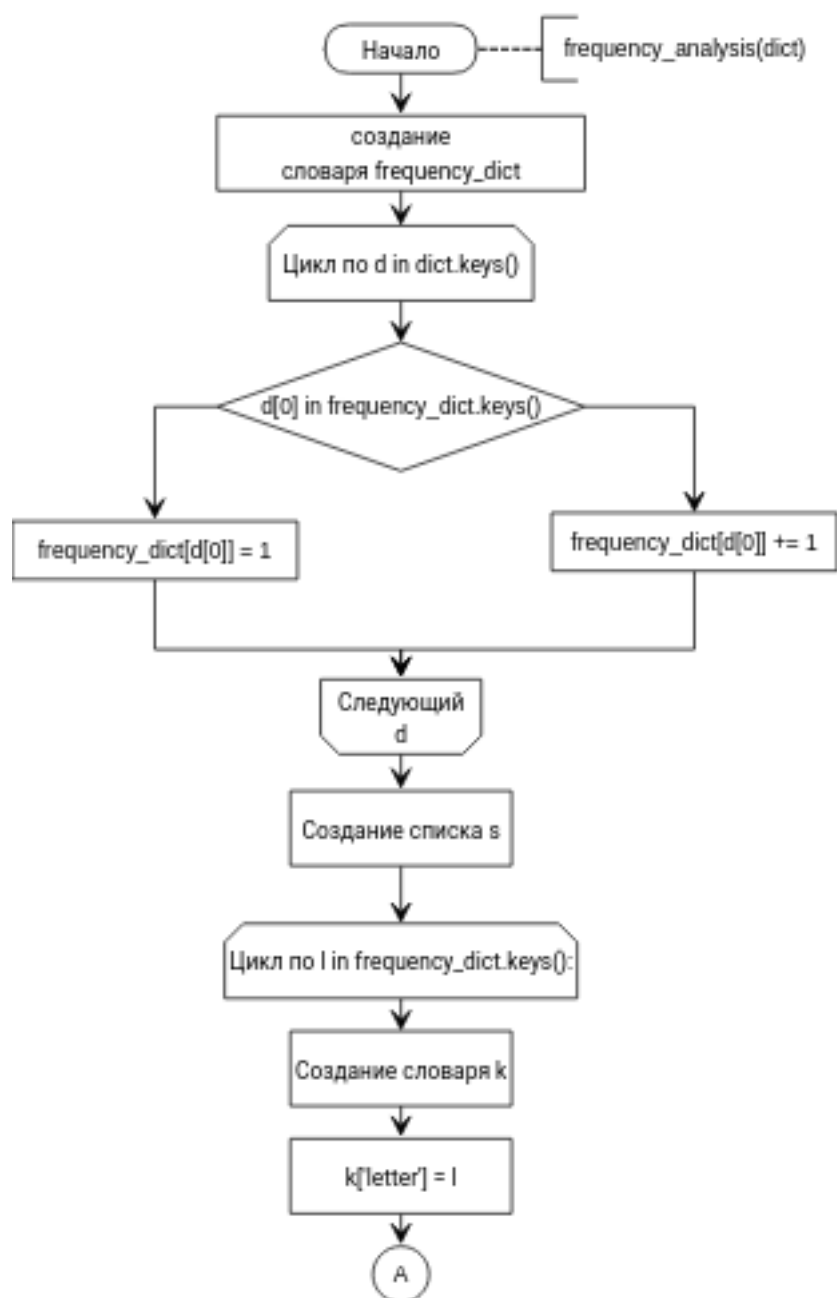 Начало
frequency_analysis(dict)
создание
словаря frequency_dict
Цикл по d in dict.keys()
d[0] in frequency_dict.keys()
frequency_dict[d[0]] = 1
frequency_dict[d[0]] += 1
Следующий
d
Создание списка s
Цикл по l in frequency_dict.keys():
Создание словаря k
k['letter'] = l
A